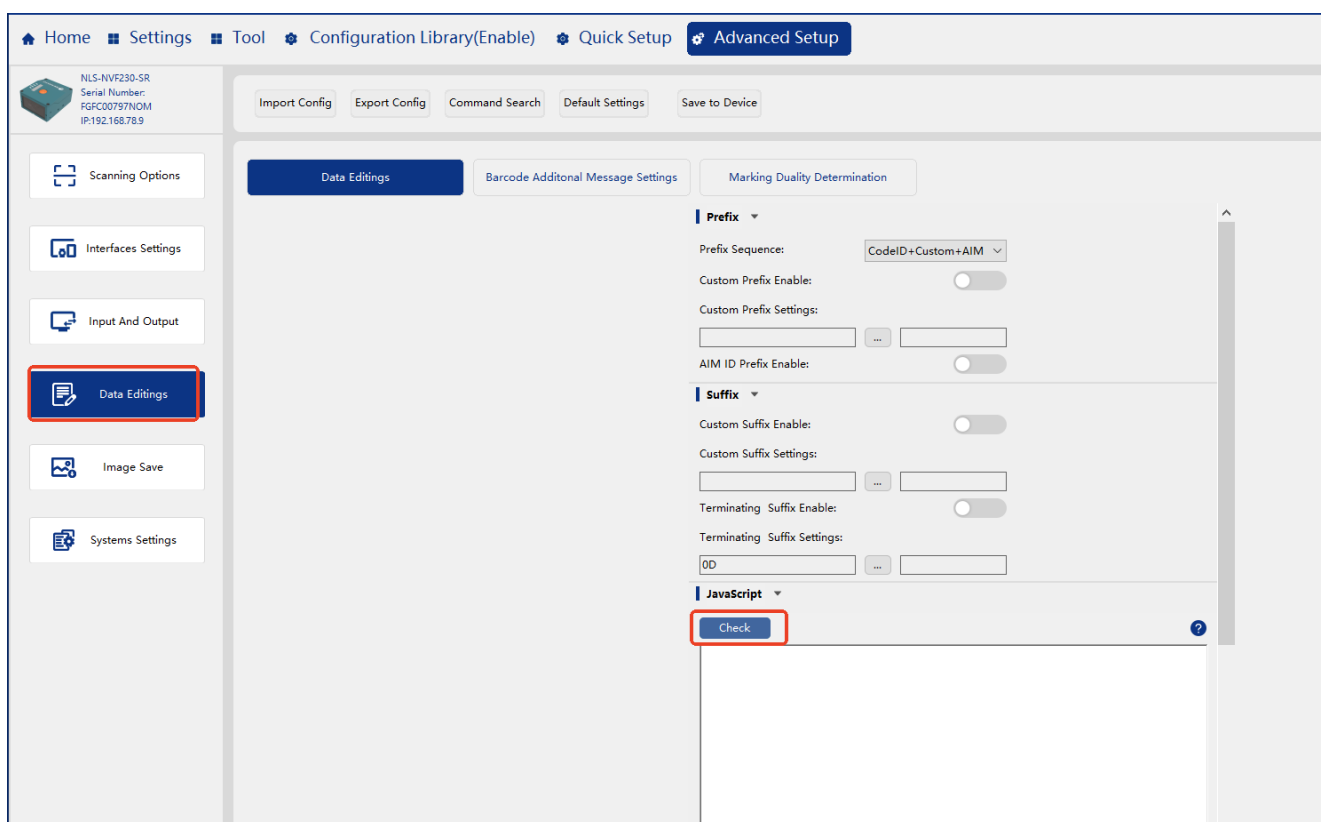 Home Settings Tool Configuration Library(Enable) Quick Setup Advanced Setup
NLS-NVF230-SR
Serial Number:
FGFC00797NOM
IP:192.168.78.9
Import Config Export Config Command Search Default Settings Save to Device
Scanning Options
Interfaces Settings
Input And Output
Data Editings
Image Save
Systems Settings
Data Editings Barcode Additonal Message Settings Marking Duality Determination
Prefix
Prefix Sequence: CodeID+Custom+AIM
Custom Prefix Enable:
Custom Prefix Settings:
...
AIM ID Prefix Enable:
Suffix
Custom Suffix Enable:
Custom Suffix Settings:
...
Terminating Suffix Enable:
Terminating Suffix Settings:
0D ...
JavaScript
Check ?